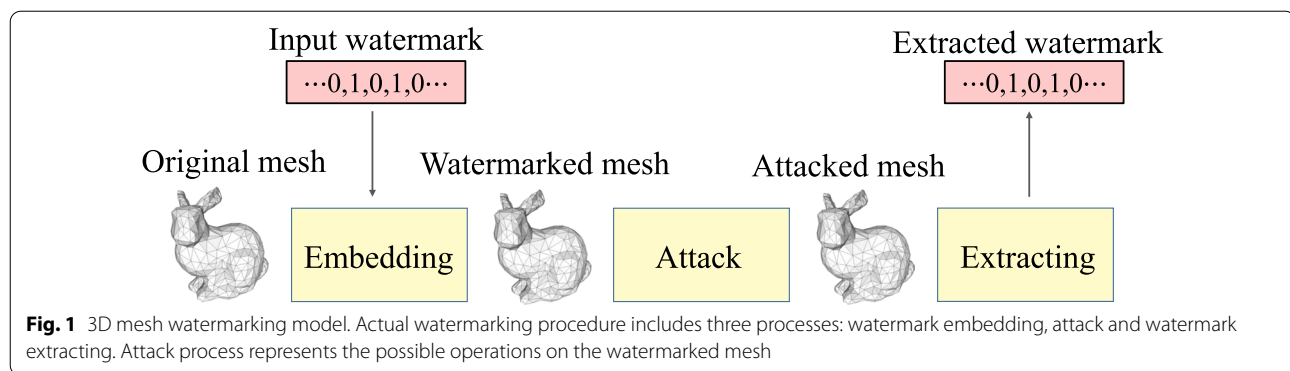 Input watermark
Extracted watermark
⋯0,1,0,1,0⋯
⋯0,1,0,1,0⋯
Original mesh
Watermarked mesh
Attacked mesh
Embedding
Attack
Extracting
Fig. 1 3D mesh watermarking model. Actual watermarking procedure includes three processes: watermark embedding, attack and watermark
extracting. Attack process represents the possible operations on the watermarked mesh